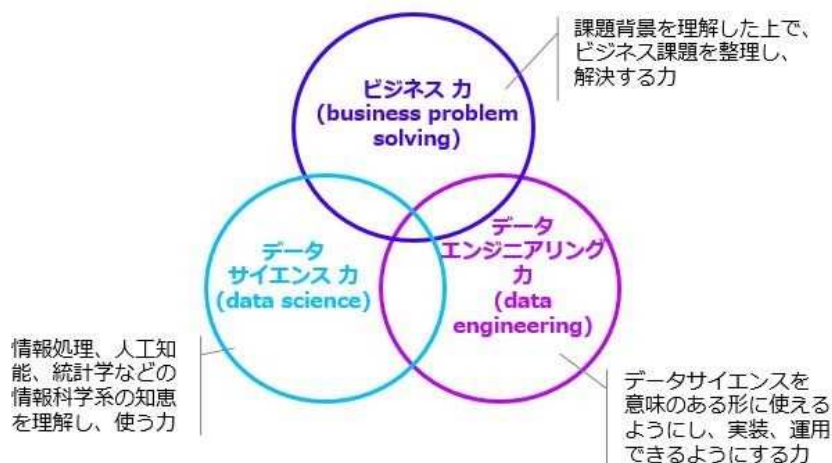 課題背景を理解した上で、
ビジネス課題を整理し、
解決する力
ビジネス 力
(business problem
solving)
データ
サイエンス 力
(data science)
データ
エンジニアリング
力
(data
engineering)
情報処理、人工知
能、統計学などの
情報科学系の知恵
を理解し、使う力
データサイエンスを
意味のある形に使える
ようにし、実装、運用
できるようにする力